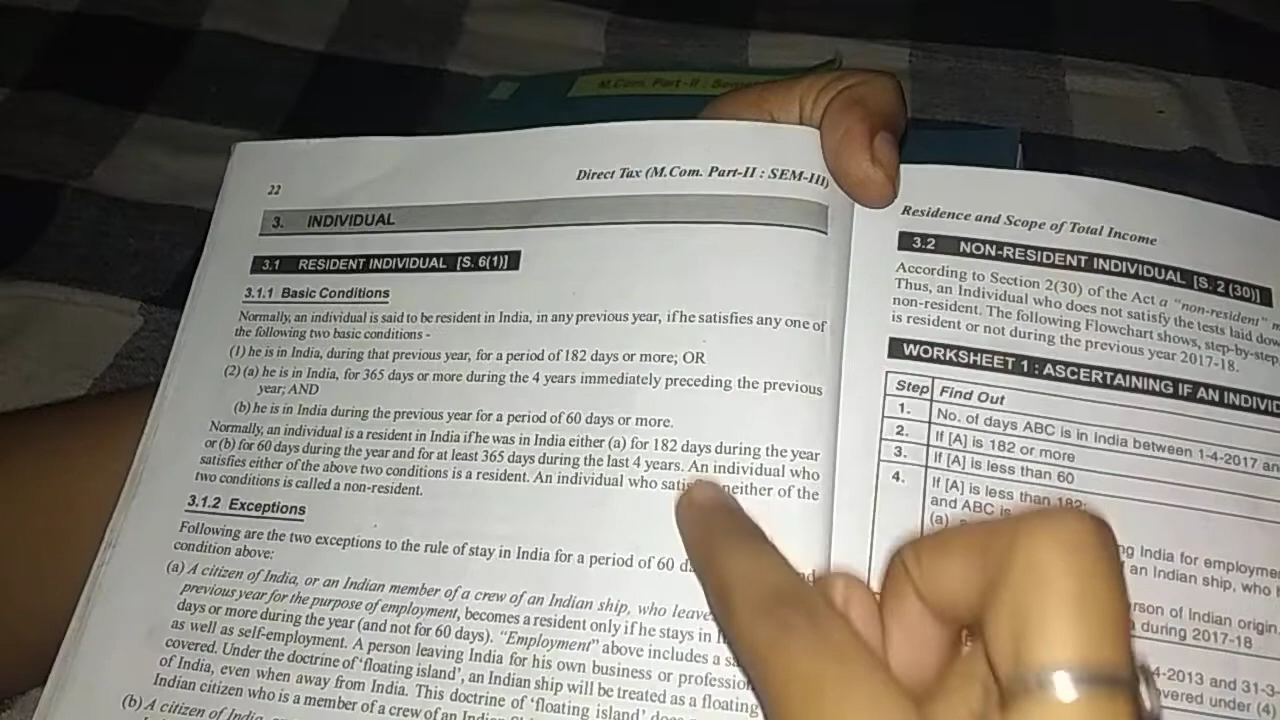 M.Com. Part-II :
22
Direct Tax (M.Com. Part-II : SEM-III)
3. INDIVIDUAL
3.1 RESIDENT INDIVIDUAL [S. 6(1)]
3.1.1 Basic Conditions
Normally, an individual is said to be resident in India, in any previous year, if he satisfies any one of
the following two basic conditions -
(1) he is in India, during that previous year, for a period of 182 days or more; OR
(2) (a) he is in India, for 365 days or more during the 4 years immediately preceding the previous
year; AND
(b) he is in India during the previous year for a period of 60 days or more.
Normally, an individual is a resident in India if he was in India either (a) for 182 days during the year
or (b) for 60 days during the year and for at least 365 days during the last 4 years. An individual who
satisfies either of the above two conditions is a resident. An individual who neither of the
two conditions is called a non-resident.
3.1.2 Exceptions
Following are the two exceptions to the rule of stay in India for a period of 60
condition above:
(a) A citizen of India, or an Indian member of a crew of an Indian ship, who
previous year for the purpose of employment, becomes a resident only if he stays in
days or more during the year (and not for 60 days). "Employment" above includes a
as well as self-employment. A person leaving India for his own business or
covered. Under the doctrine of 'floating island', an Indian ship will be treated as a floating
of India, even when away from India. This doctrine of 'floating island'
Indian citizen who is a member of a crew of an
(b) A citizen of
Residence and Scope of Total Income
3.2 NON-RESIDENT INDIVIDUAL [S. 2 (30)]
According to Section 2(30) of the Act a "non-resident"
Thus, an Individual who does not satisfy the tests laid
non-resident. The following Flowchart shows, step-by-step
is resident or not during the previous year 2017-18.
WORKSHEET 1 : ASCERTAINING IF AN
Step Find Out
1. No. of days ABC is in India between 1-4-2017
2. If [A] is 182 or more
3. If [A] is less than 60
4. If [A] is less than 182;
and ABC is
(a)
India for
an Indian ship, who
of Indian origin,
during 2017-18
and 31-3-
under (4)